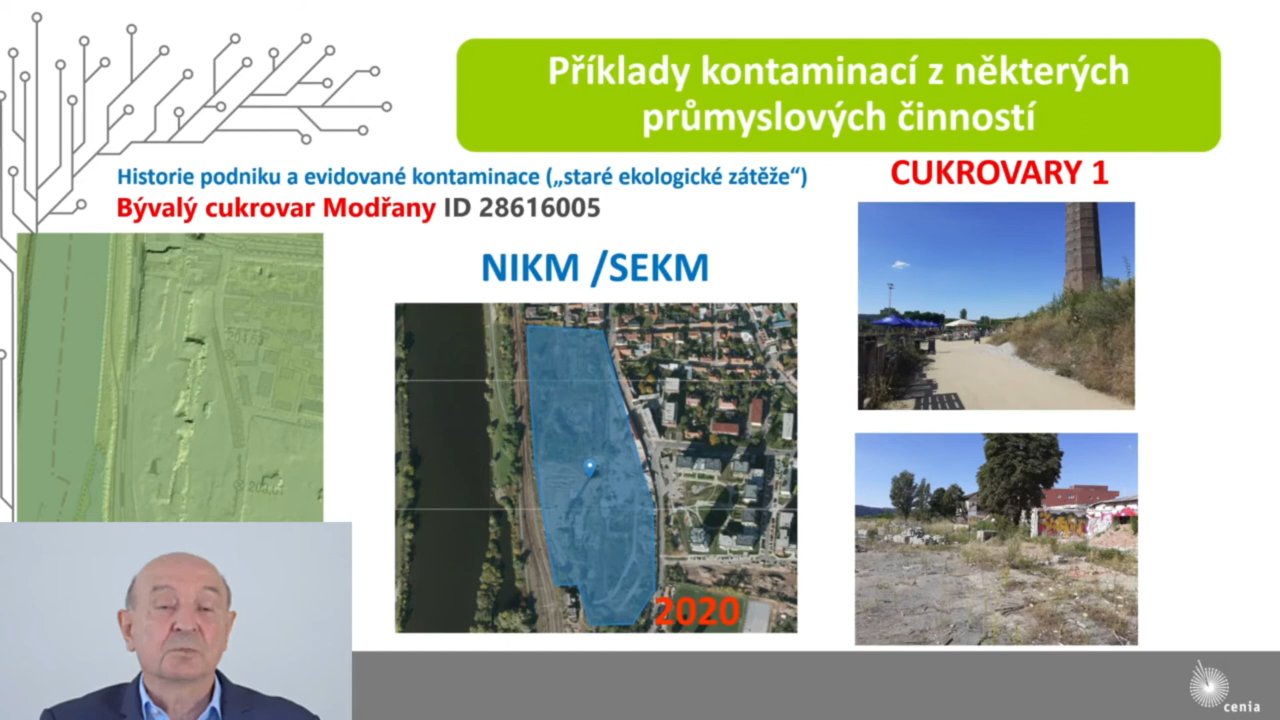 Příklady kontaminací z některých
průmyslových činností
Historie podniku a evidované kontaminace („staré ekologické zátěže“)
CUKROVARY 1
Bývalý cukrovar Modřany ID 28616005
NIKM /SEKM
2020
cenia